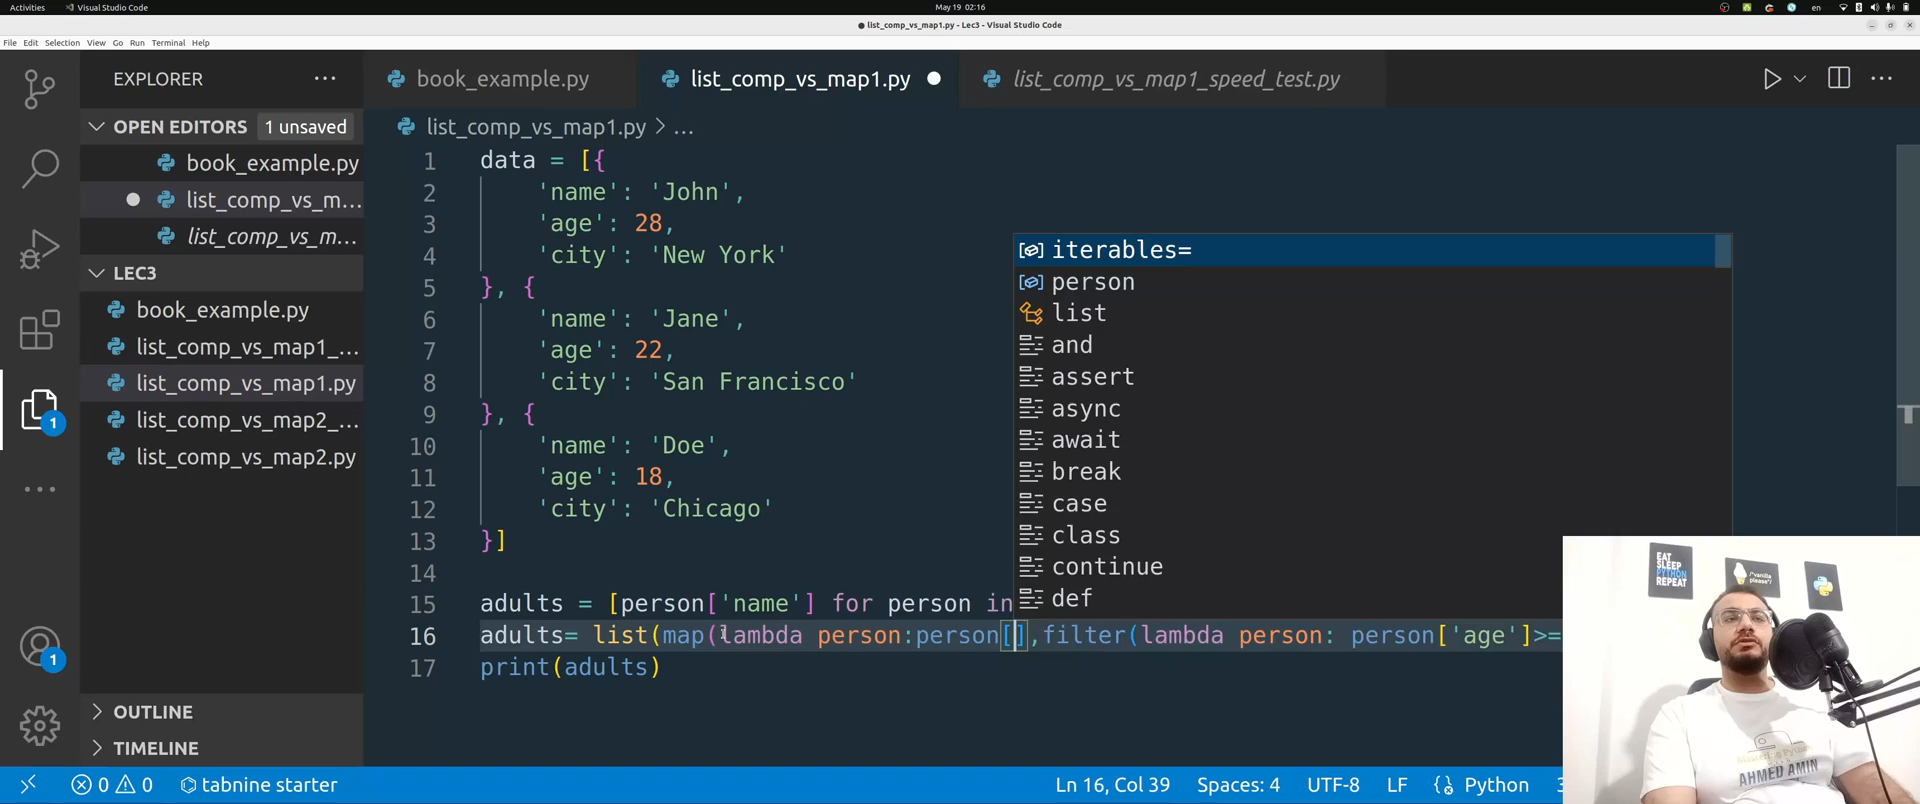 Activities
Visual Studio Code
May 19 02:16
en
● list_comp_vs_map1.py - Lec3 - Visual Studio Code
File Edit Selection View Go Run Terminal Help
EXPLORER
OPEN EDITORS 1 unsaved
book_example.py
list_comp_vs_m...
list_comp_vs_m...
LEC3
book_example.py
list_comp_vs_map1_...
list_comp_vs_map1.py
list_comp_vs_map2_...
list_comp_vs_map2.py
OUTLINE
TIMELINE
1
1
book_example.py
list_comp_vs_map1.py
list_comp_vs_map1_speed_test.py
list_comp_vs_map1.py > ...
1 data = [{
2 'name': 'John',
3 'age': 28,
4 'city': 'New York'
5 }, {
6 'name': 'Jane',
7 'age': 22,
8 'city': 'San Francisco'
9 }, {
10 'name': 'Doe',
11 'age': 18,
12 'city': 'Chicago'
13 }]
14
15 adults = [person['name'] for person in
16 adults= list(map(lambda person:person[],filter(lambda person: person['age']>=
17 print(adults)
iterables=
person
list
and
assert
async
await
break
case
class
continue
def
EAT
SLEEP
PYTHON
REPEAT
/*vanilla
please*/
AHMED AMIN
0 0
tabnine starter
Ln 16, Col 39
Spaces: 4
UTF-8
LF
Python